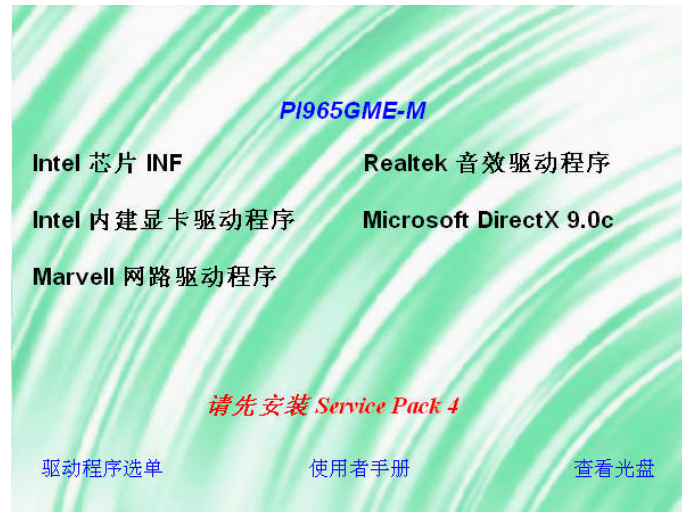 PI965GME-M
Intel 芯片 INF
Realtek 音效驱动程序
Intel 内建显卡驱动程序
Microsoft DirectX 9.0c
Marvell 网路驱动程序
请先安装 Service Pack 4
驱动程序选单
使用者手册
查看光盘